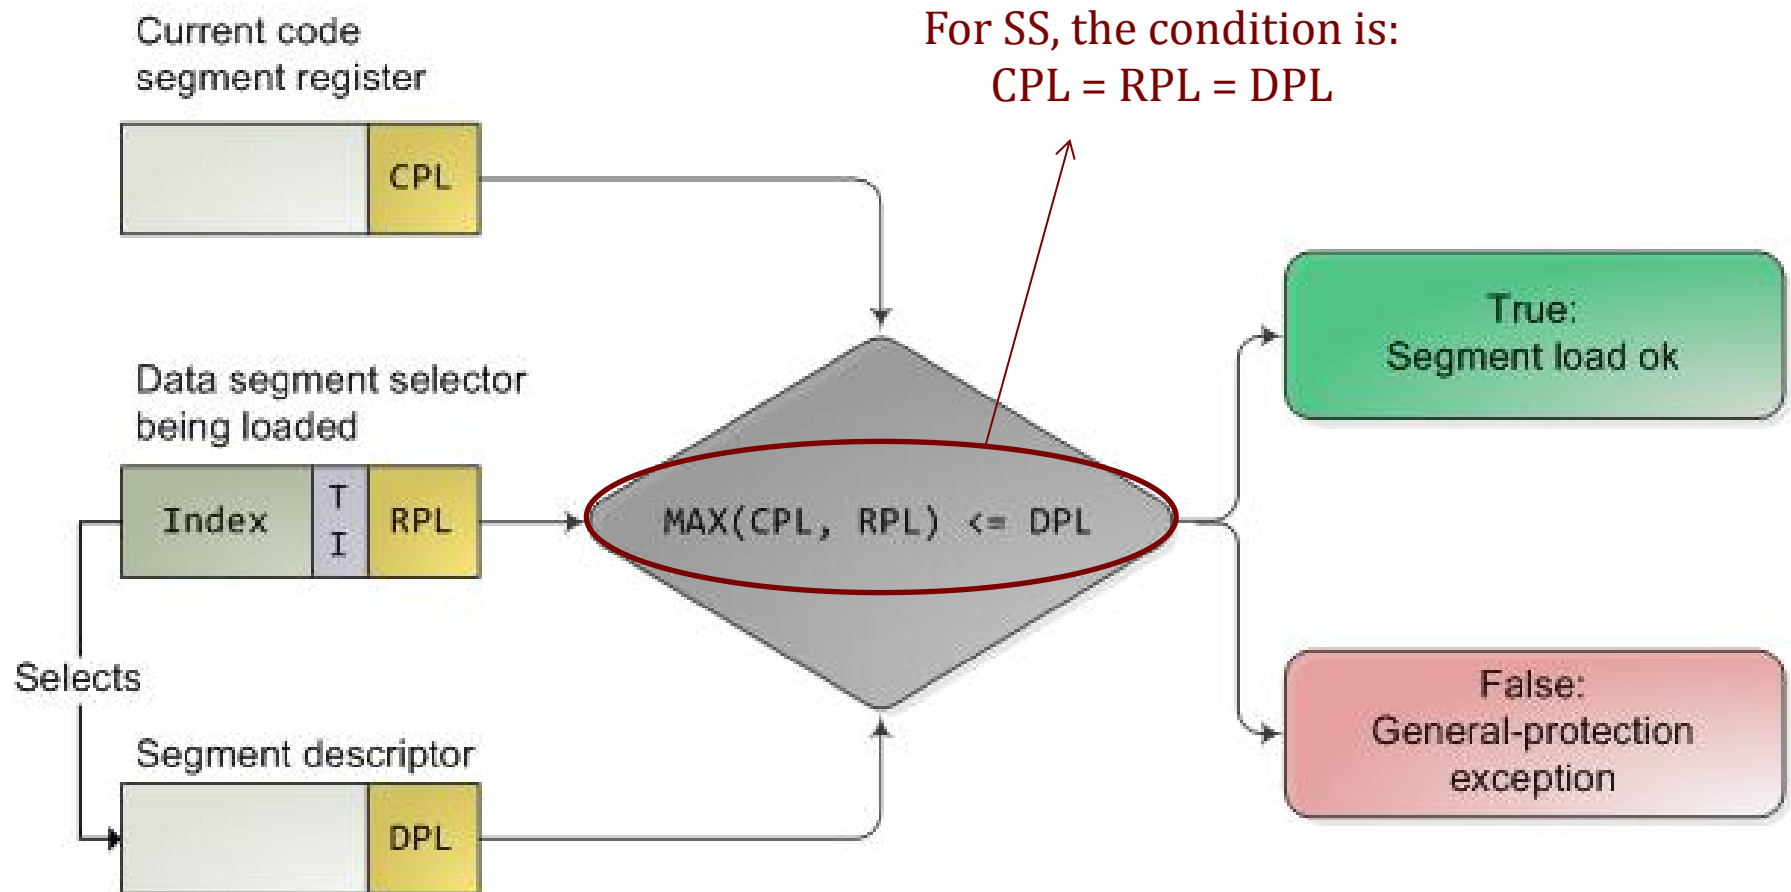 Current code
segment register
For SS, the condition is:
CPL = RPL = DPL
CPL
Data segment selector
being loaded
Index
T
I
RPL
MAX(CPL, RPL) <= DPL
True:
Segment load ok
Selects
Segment descriptor
DPL
False:
General-protection
exception